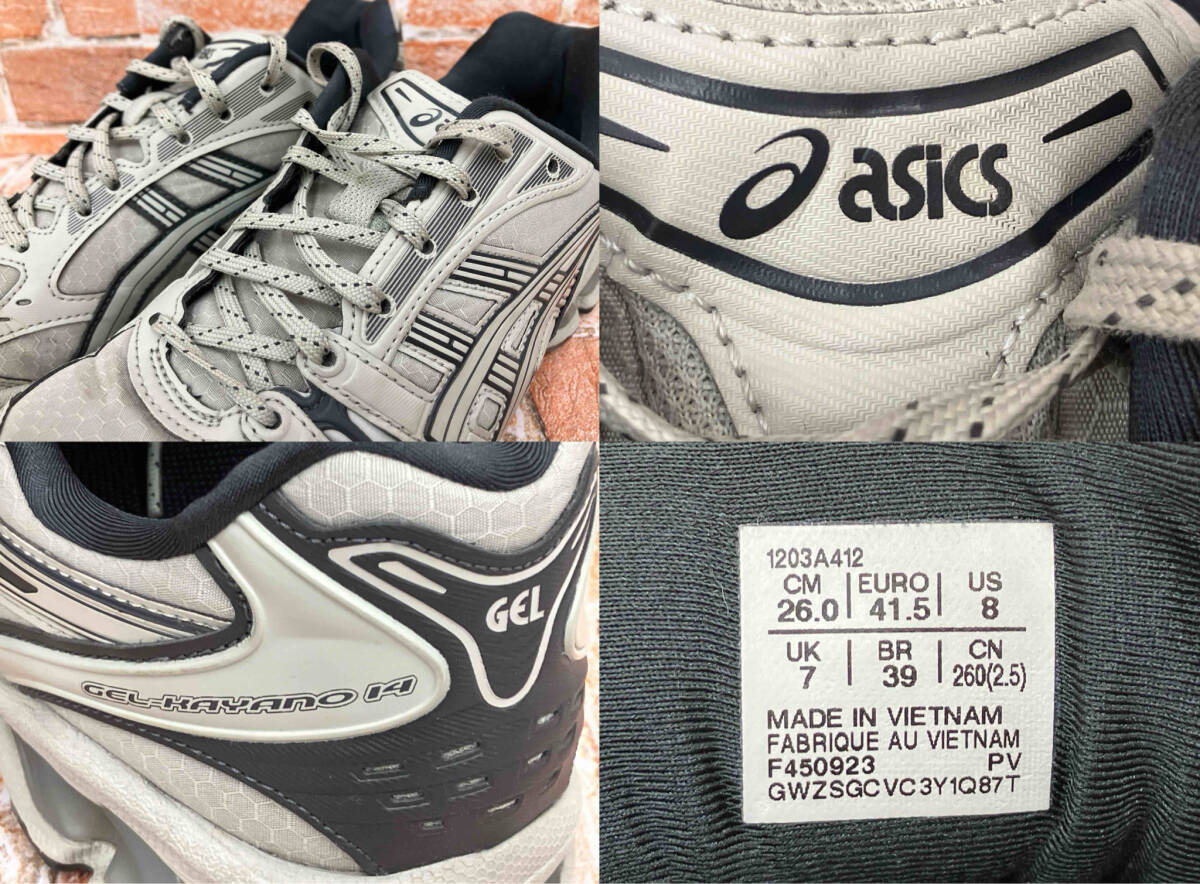 asics
GEL
GEL-KAYANO 14
1203A412
CM EURO US
26.0 41.5 8
UK BR CN
7 39 260(2.5)
MADE IN VIETNAM
FABRIQUE AU VIETNAM
F450923 PV
GWZSGCVC3Y1Q87T